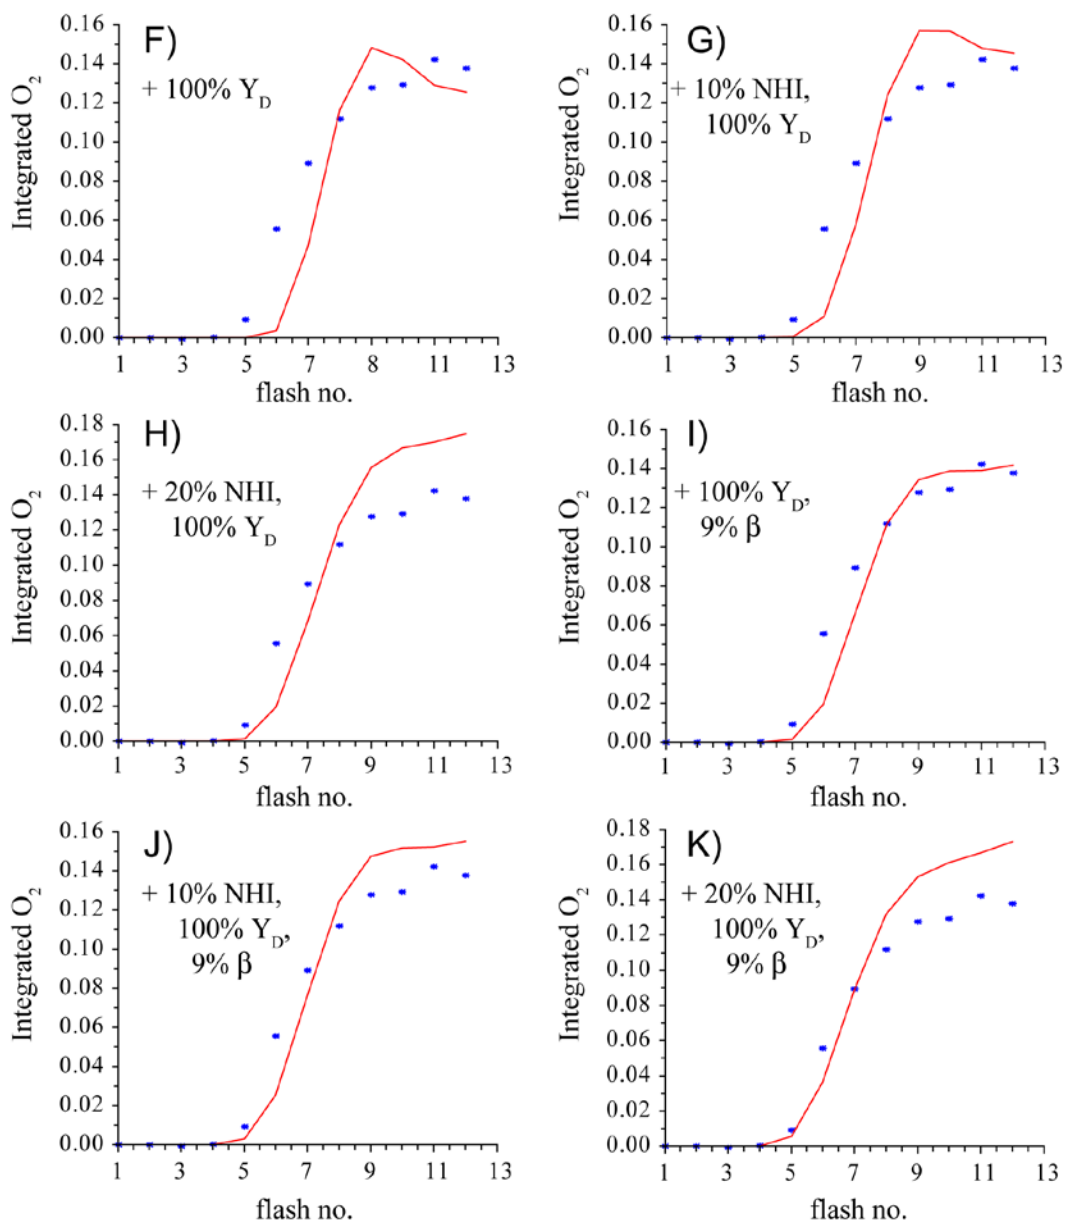 F)
+ 100% Y_D
Integrated O₂
0.16
0.14
0.12
0.10
0.08
0.06
0.04
0.02
0.00
1 3 5 7 8 9 11 13
flash no.
G)
+ 10% NHI,
100% Y_D
Integrated O₂
0.16
0.14
0.12
0.10
0.08
0.06
0.04
0.02
0.00
1 3 5 7 9 11 13
flash no.
H)
+ 20% NHI,
100% Y_D
Integrated O₂
0.18
0.16
0.14
0.12
0.10
0.08
0.06
0.04
0.02
0.00
1 3 5 7 9 11 13
flash no.
I)
+ 100% Y_D,
9% β
Integrated O₂
0.16
0.14
0.12
0.10
0.08
0.06
0.04
0.02
0.00
1 3 5 7 9 11 13
flash no.
J)
+ 10% NHI,
100% Y_D,
9% β
Integrated O₂
0.16
0.14
0.12
0.10
0.08
0.06
0.04
0.02
0.00
1 3 5 7 9 11 13
flash no.
K)
+ 20% NHI,
100% Y_D,
9% β
Integrated O₂
0.18
0.16
0.14
0.12
0.10
0.08
0.06
0.04
0.02
0.00
1 3 5 7 9 11 13
flash no.